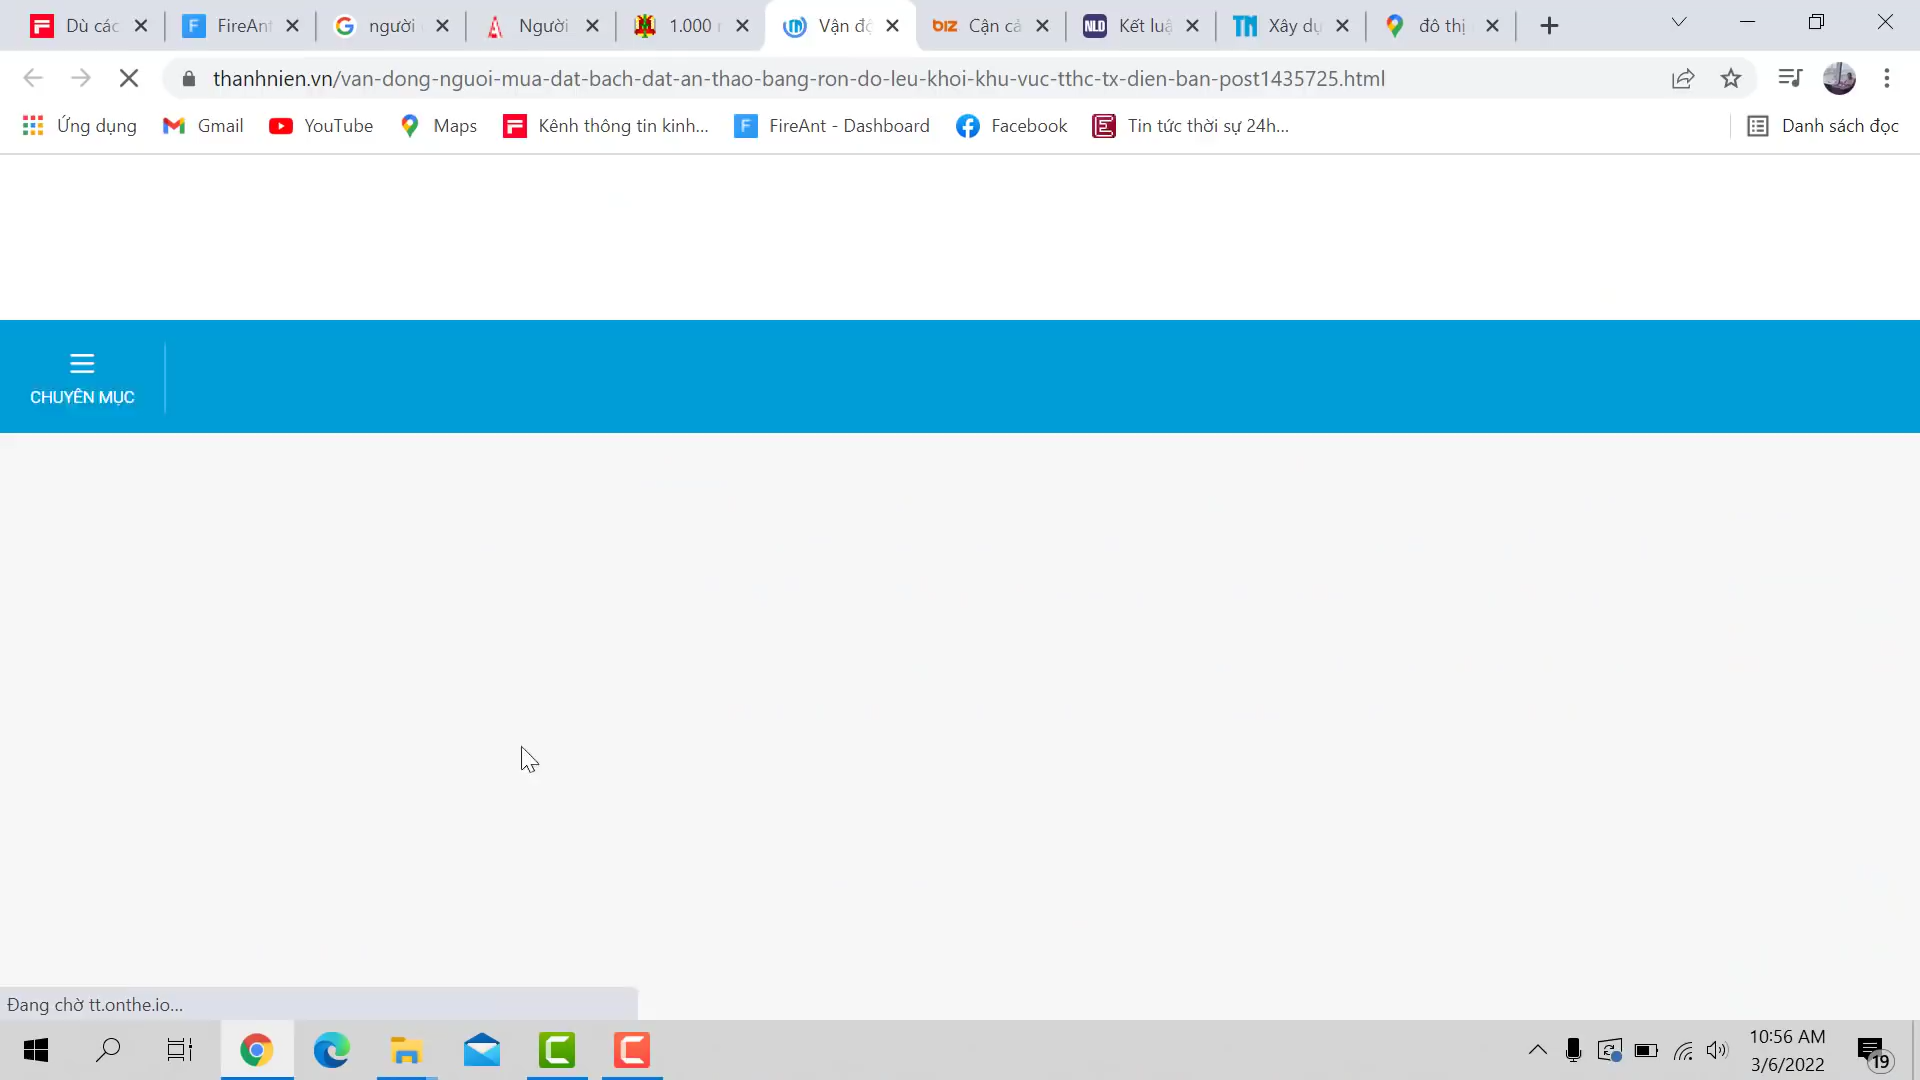 Dù các
FireAnt
người
Người
1.000
Vận độ
biz
Cận cả
NLD
Kết luậ
TN
Xây dự
đô thị
thanhnien.vn/van-dong-nguoi-mua-dat-bach-dat-an-thao-bang-ron-do-leu-khoi-khu-vuc-tthc-tx-dien-ban-post1435725.html
Ứng dụng
Gmail
YouTube
Maps
Kênh thông tin kinh...
FireAnt - Dashboard
Facebook
Tin tức thời sự 24h...
Danh sách đọc
CHUYÊN MỤC
Đang chờ tt.onthe.io...
10:56 AM
3/6/2022
19